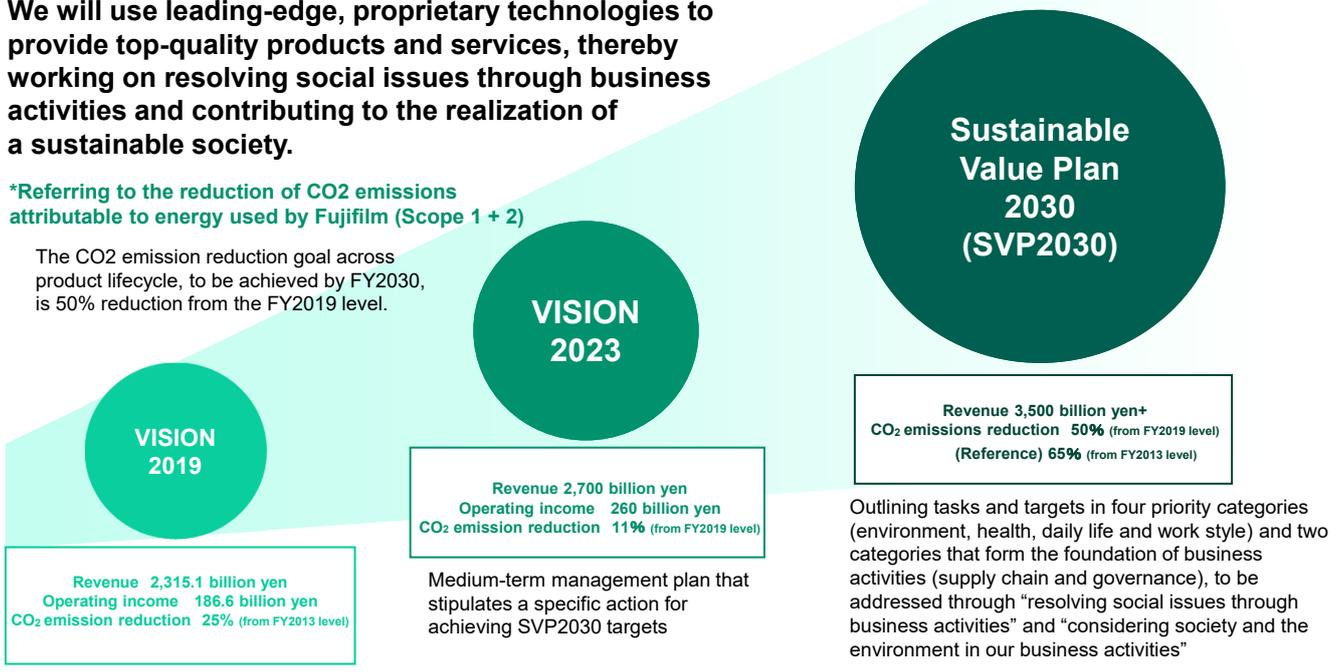 We will use leading-edge, proprietary technologies to
provide top-quality products and services, thereby
working on resolving social issues through business
activities and contributing to the realization of
a sustainable society.
*Referring to the reduction of CO2 emissions
attributable to energy used by Fujifilm (Scope 1 + 2)
The CO2 emission reduction goal across
product lifecycle, to be achieved by FY2030,
is 50% reduction from the FY2019 level.
VISION
2019
Revenue 2,315.1 billion yen
Operating income 186.6 billion yen
CO₂ emission reduction 25% (from FY2013 level)
VISION
2023
Revenue 2,700 billion yen
Operating income 260 billion yen
CO₂ emission reduction 11% (from FY2019 level)
Medium-term management plan that
stipulates a specific action for
achieving SVP2030 targets
Sustainable
Value Plan
2030
(SVP2030)
Revenue 3,500 billion yen+
CO₂ emissions reduction 50% (from FY2019 level)
(Reference) 65% (from FY2013 level)
Outlining tasks and targets in four priority categories
(environment, health, daily life and work style) and two
categories that form the foundation of business
activities (supply chain and governance), to be
addressed through “resolving social issues through
business activities” and “considering society and the
environment in our business activities”